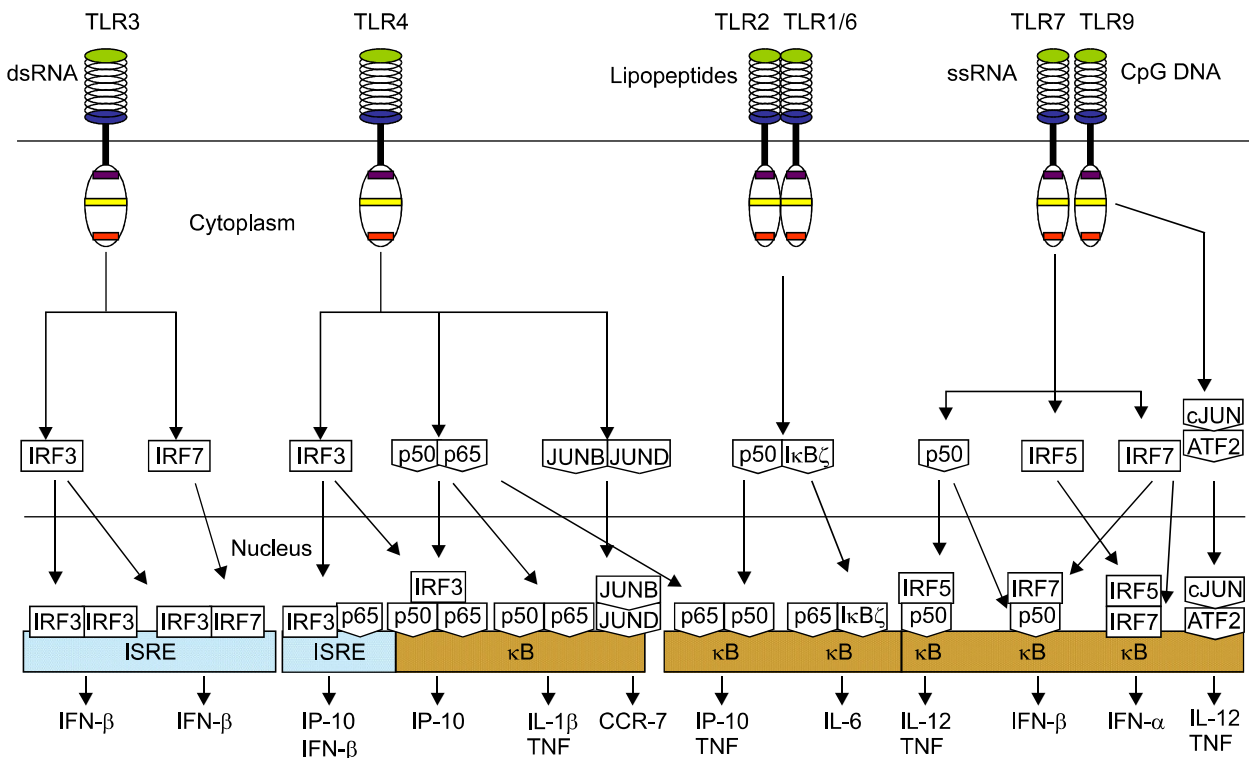 TLR3 TLR4 TLR2 TLR1/6 TLR7 TLR9
dsRNA Lipopeptides ssRNA CpG DNA
Cytoplasm
cJUN
IRF3 IRF7 IRF3 p50 p65 JUNB JUND p50 IκBζ p50 IRF5 IRF7 ATF2
Nucleus
IRF3 JUNB IRF5 IRF7 IRF5 cJUN
IRF3 IRF3 IRF3 IRF7 IRF3 p65 p50 p65 p50 p65 JUND p65 p50 p65 IκBζ p50 p50 IRF7 ATF2
ISRE ISRE κB κB κB κB κB κB
IFN-β IFN-β IP-10 IP-10 IL-1β CCR-7 IP-10 IL-6 IL-12 IFN-β IFN-α IL-12
IFN-β TNF TNF TNF TNF